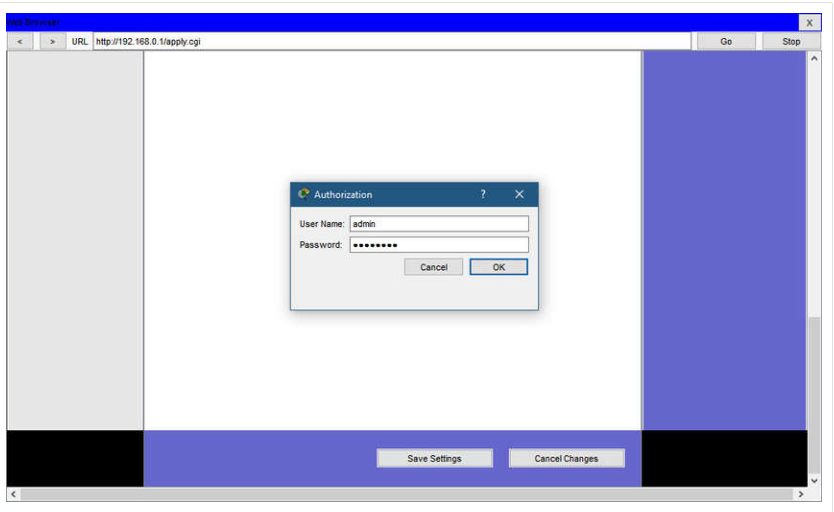 Web Browser
X
< > URL http://192.168.0.1/apply.cgi Go Stop
Authorization ? ×
User Name: admin
Password: ●●●●●●●●
Cancel OK
Save Settings Cancel Changes